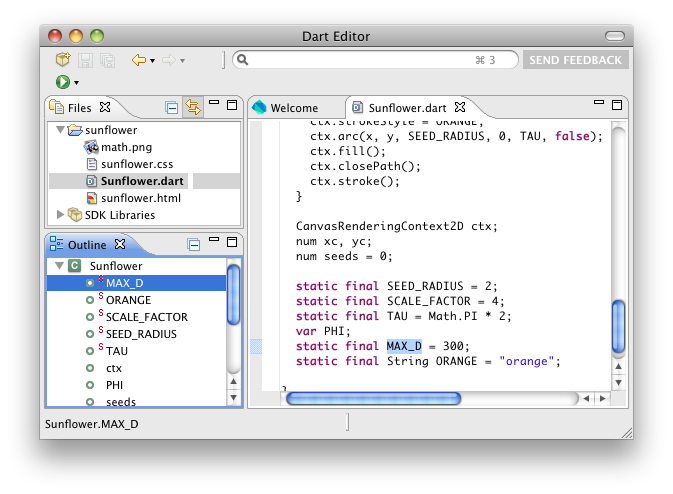 Dart Editor
⌘ 3
SEND FEEDBACK
Files
sunflower
math.png
sunflower.css
Sunflower.dart
sunflower.html
SDK Libraries
Outline
Sunflower
S MAX_D
S ORANGE
S SCALE_FACTOR
S SEED_RADIUS
S TAU
ctx
PHI
seeds
Welcome
Sunflower.dart
ctx.strokeStyle = ORANGE;
ctx.arc(x, y, SEED_RADIUS, 0, TAU, false);
ctx.fill();
ctx.closePath();
ctx.stroke();
}
CanvasRenderingContext2D ctx;
num xc, yc;
num seeds = 0;
static final SEED_RADIUS = 2;
static final SCALE_FACTOR = 4;
static final TAU = Math.PI * 2;
var PHI;
static final MAX_D = 300;
static final String ORANGE = "orange";
}
Sunflower.MAX_D